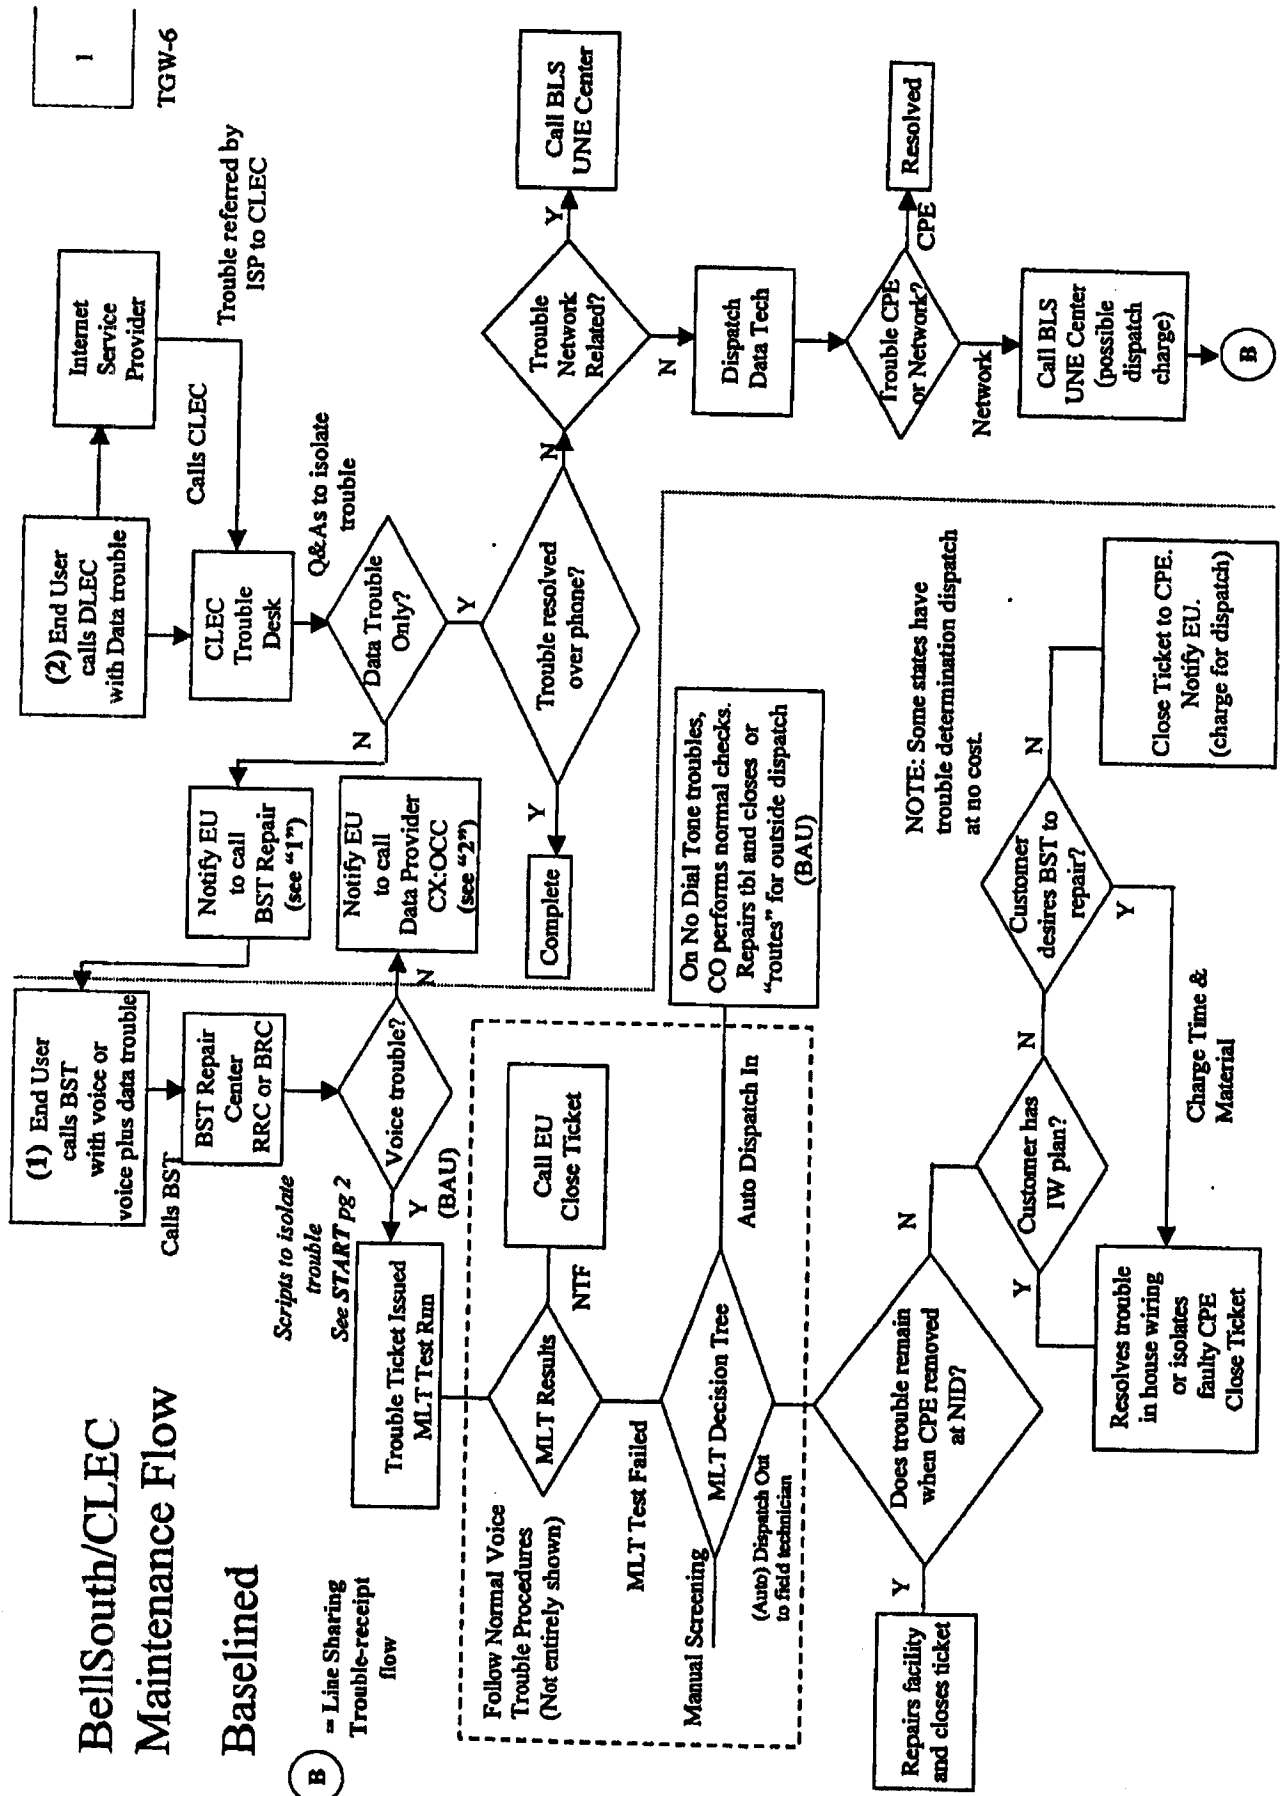 1
TGW-6
BellSouth/CLEC
Maintenance Flow
Baselined
B
= Line Sharing
Trouble-receipt
flow
(1) End User
calls BST
with voice or
voice plus data trouble
Calls BST
BST Repair
Center
RRC or BRC
Scripts to isolate
trouble
See START pg 2
Voice trouble?
Y
(BAU)
N
Trouble Ticket Issued
MLT Test Run
Notify EU
to call
BST Repair
(see “1”)
Notify EU
to call
Data Provider
CX:OCC
(see “2”)
(2) End User
calls DLEC
with Data trouble
Internet
Service
Provider
Calls CLEC
Trouble referred by
ISP to CLEC
CLEC
Trouble
Desk
Q&As to isolate
trouble
Data Trouble
Only?
N
Y
Trouble resolved
over phone?
Y
Complete
N
Trouble
Network
Related?
Y
Call BLS
UNE Center
N
Dispatch
Data Tech
Trouble CPE
or Network?
CPE
Resolved
Network
Call BLS
UNE Center
(possible
dispatch
charge)
B
Follow Normal Voice
Trouble Procedures
(Not entirely shown)
MLT Results
NTF
Call EU
Close Ticket
MLT Test Failed
MLT Decision Tree
Manual Screening
Auto Dispatch In
On No Dial Tone troubles,
CO performs normal checks.
Repairs tbl and closes or
“routes” for outside dispatch
(BAU)
(Auto) Dispatch Out
to field technician
Does trouble remain
when CPE removed
at NID?
Y
Repairs facility
and closes ticket
N
Customer has
IW plan?
Y
N
Resolves trouble
in house wiring
or isolates
faulty CPE
Close Ticket
Customer
desires BST to
repair?
Y
Charge Time &
Material
N
Close Ticket to CPE.
Notify EU.
(charge for dispatch)
NOTE: Some states have
trouble determination dispatch
at no cost.